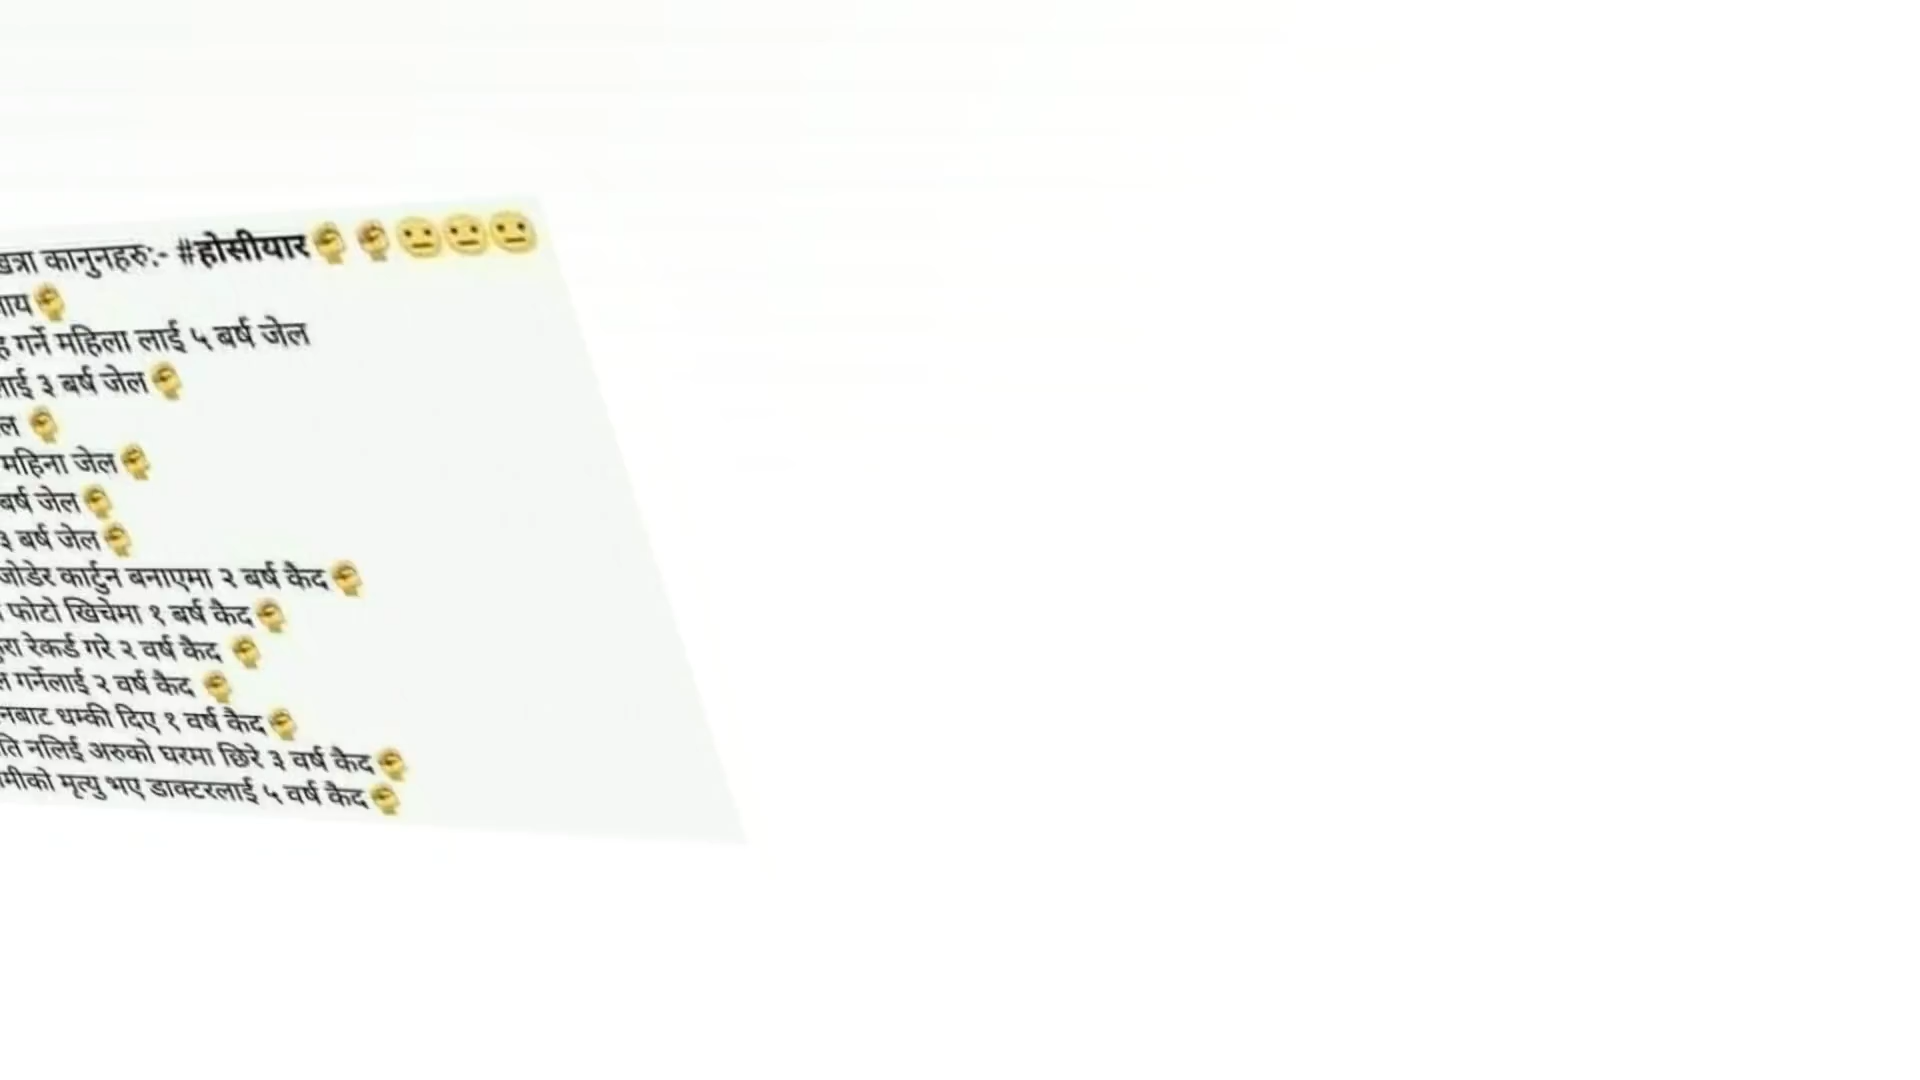 कानुनहरु:- #होसीयार✊✊😐😐😐
✊
गर्ने महिला लाई ५ बर्ष जेल
३ बर्ष जेल✊
✊
महिना जेल✊
बर्ष जेल✊
३ बर्ष जेल✊
जोडेर कार्टुन बनाएमा २ बर्ष कैद✊
फोटो खिचेमा १ बर्ष कैद✊
रेकर्ड गरे २ वर्ष कैद ✊
गर्नेलाई २ वर्ष कैद ✊
धम्की दिए १ वर्ष कैद✊
नलिई अरुको घरमा छिरे ३ वर्ष कैद✊
मृत्यु भए डाक्टरलाई ५ वर्ष कैद✊